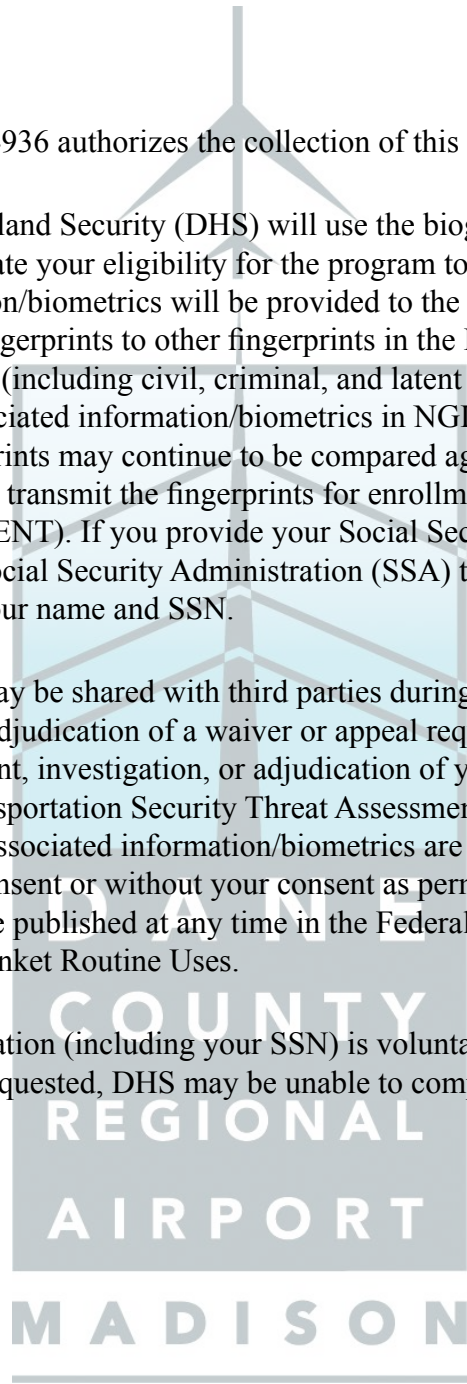 936 authorizes the collection of this
land Security (DHS) will use the biog
ate your eligibility for the program to
on/biometrics will be provided to the
gerprints to other fingerprints in the
(including civil, criminal, and latent
ciated information/biometrics in NGI
rints may continue to be compared ag
transmit the fingerprints for enrollm
ENT). If you provide your Social Sec
ocial Security Administration (SSA) t
our name and SSN.
ay be shared with third parties during
djudication of a waiver or appeal req
nt, investigation, or adjudication of y
sportation Security Threat Assessmen
associated information/biometrics are
nsent or without your consent as perm
e published at any time in the Federal
nket Routine Uses.
ation (including your SSN) is volunta
quested, DHS may be unable to comp
DANE
COUNTY
REGIONAL
AIRPORT
MADISON